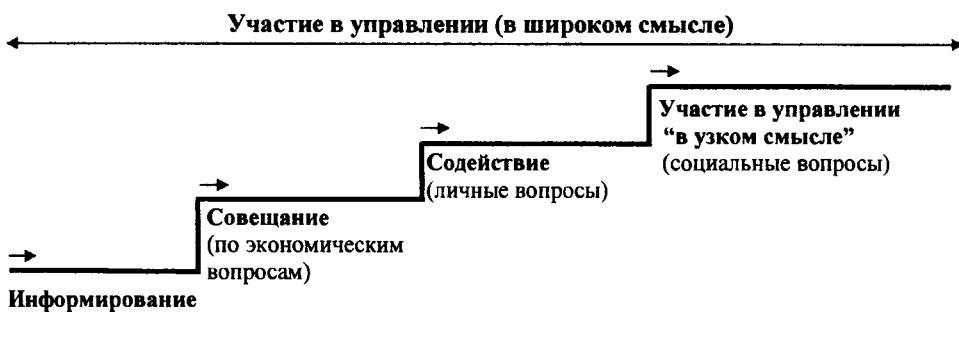 Участие в управлении (в широком смысле)
Участие в управлении
“в узком смысле”
(социальные вопросы)
Содействие
(личные вопросы)
Совещание
(по экономическим
вопросам)
Информирование